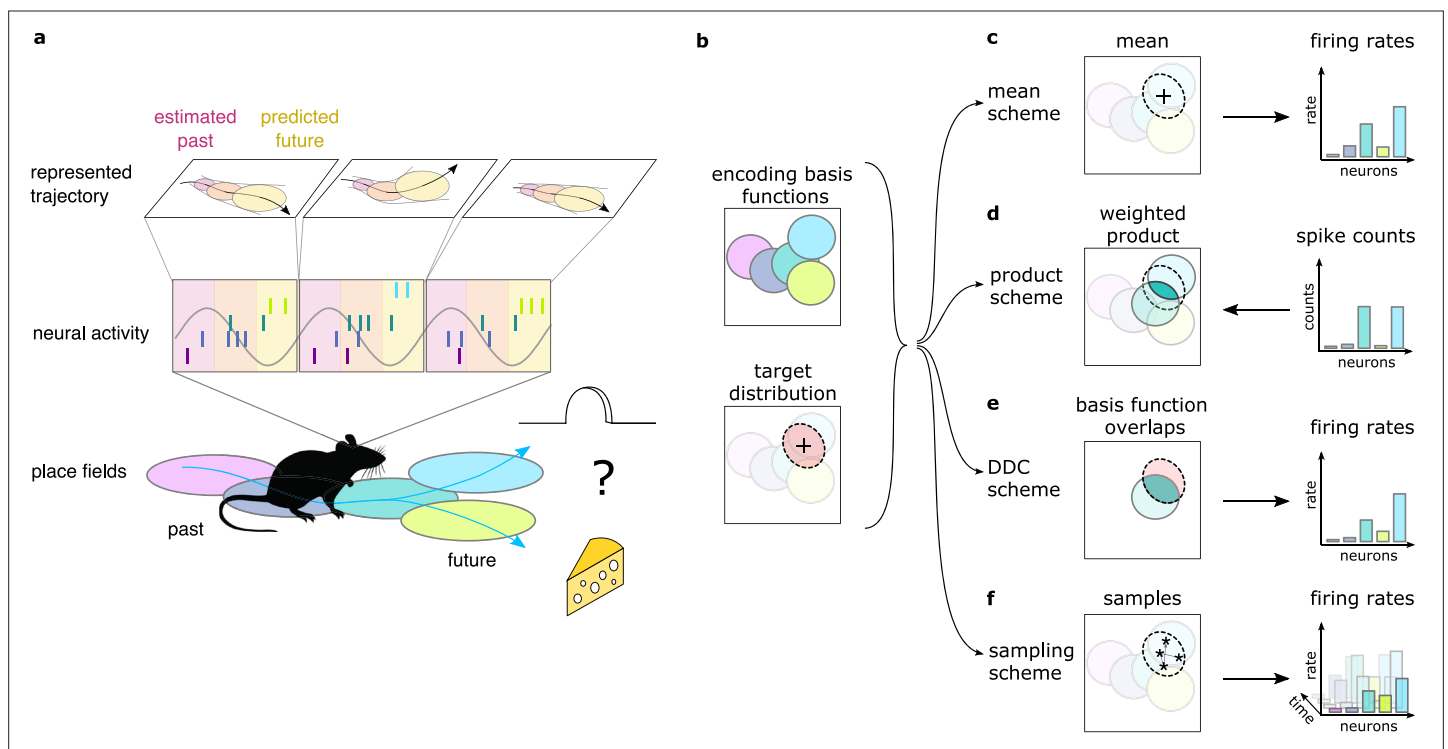 a
estimated
past
predicted
future
represented
trajectory
neural activity
place fields
past
future
?
b
encoding basis
functions
target
distribution
mean
scheme
product
scheme
DDC
scheme
sampling
scheme
c
mean
firing rates
rate
neurons
d
weighted
product
spike counts
counts
neurons
e
basis function
overlaps
firing rates
rate
neurons
f
samples
firing rates
rate
time
neurons